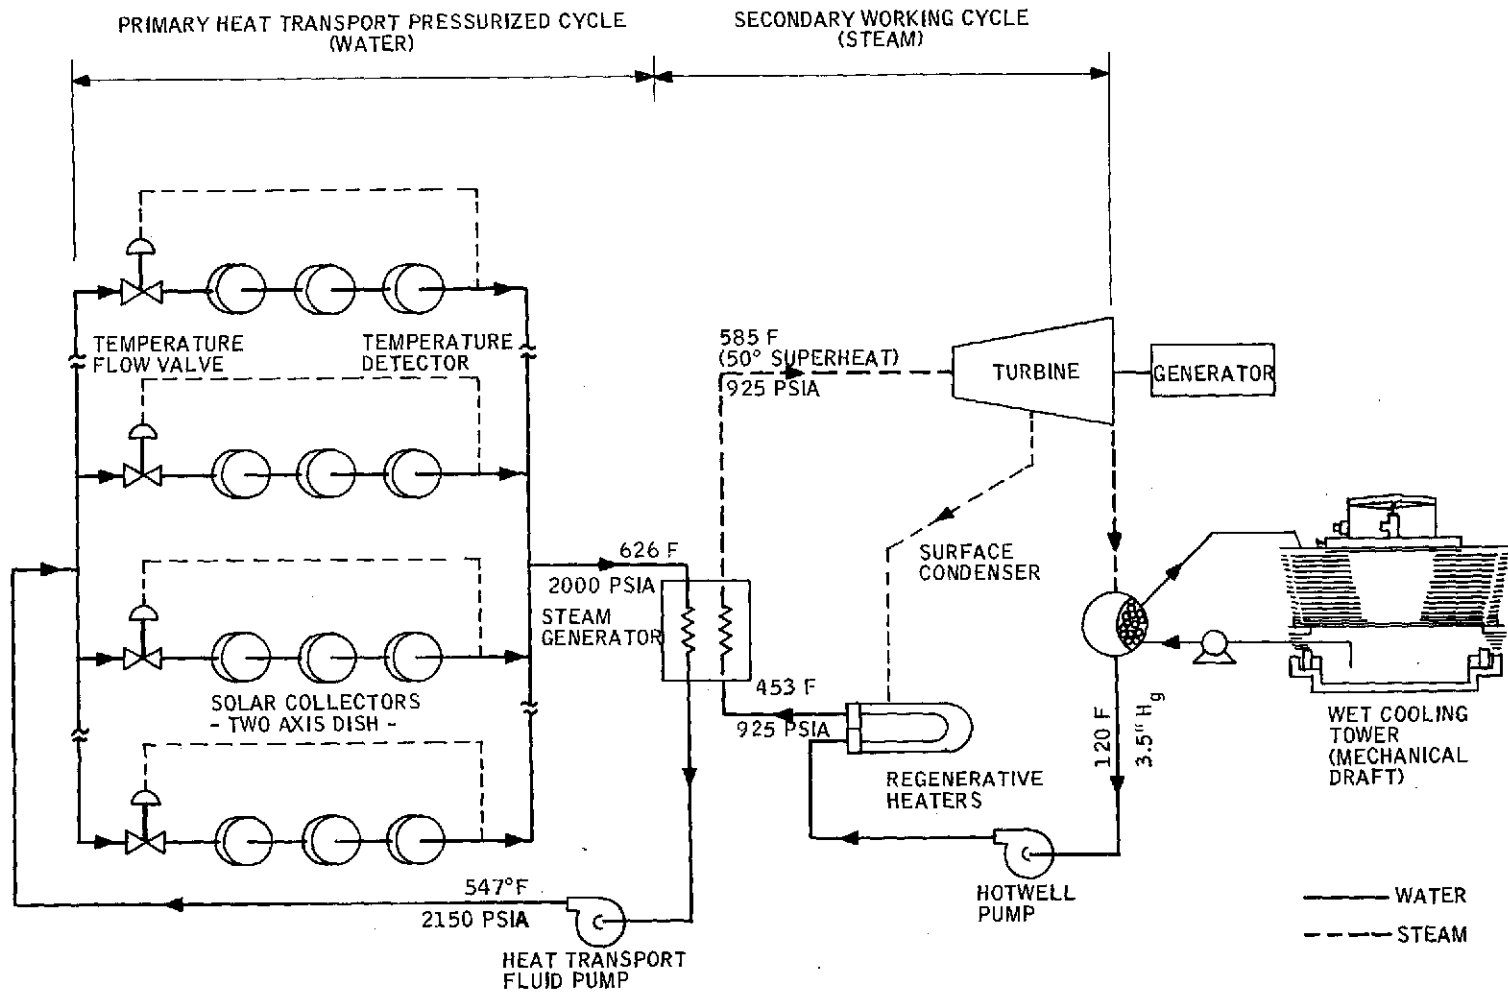 PRIMARY HEAT TRANSPORT PRESSURIZED CYCLE
(WATER)
SECONDARY WORKING CYCLE
(STEAM)
TEMPERATURE
FLOW VALVE
TEMPERATURE
DETECTOR
585 F
(50° SUPERHEAT)
925 PSIA
TURBINE
GENERATOR
626 F
2000 PSIA
STEAM
GENERATOR
SURFACE
CONDENSER
SOLAR COLLECTORS
- TWO AXIS DISH -
453 F
925 PSIA
120 F
3.5" Hg
WET COOLING
TOWER
(MECHANICAL
DRAFT)
REGENERATIVE
HEATERS
547°F
2150 PSIA
HOTWELL
PUMP
HEAT TRANSPORT
FLUID PUMP
WATER
STEAM